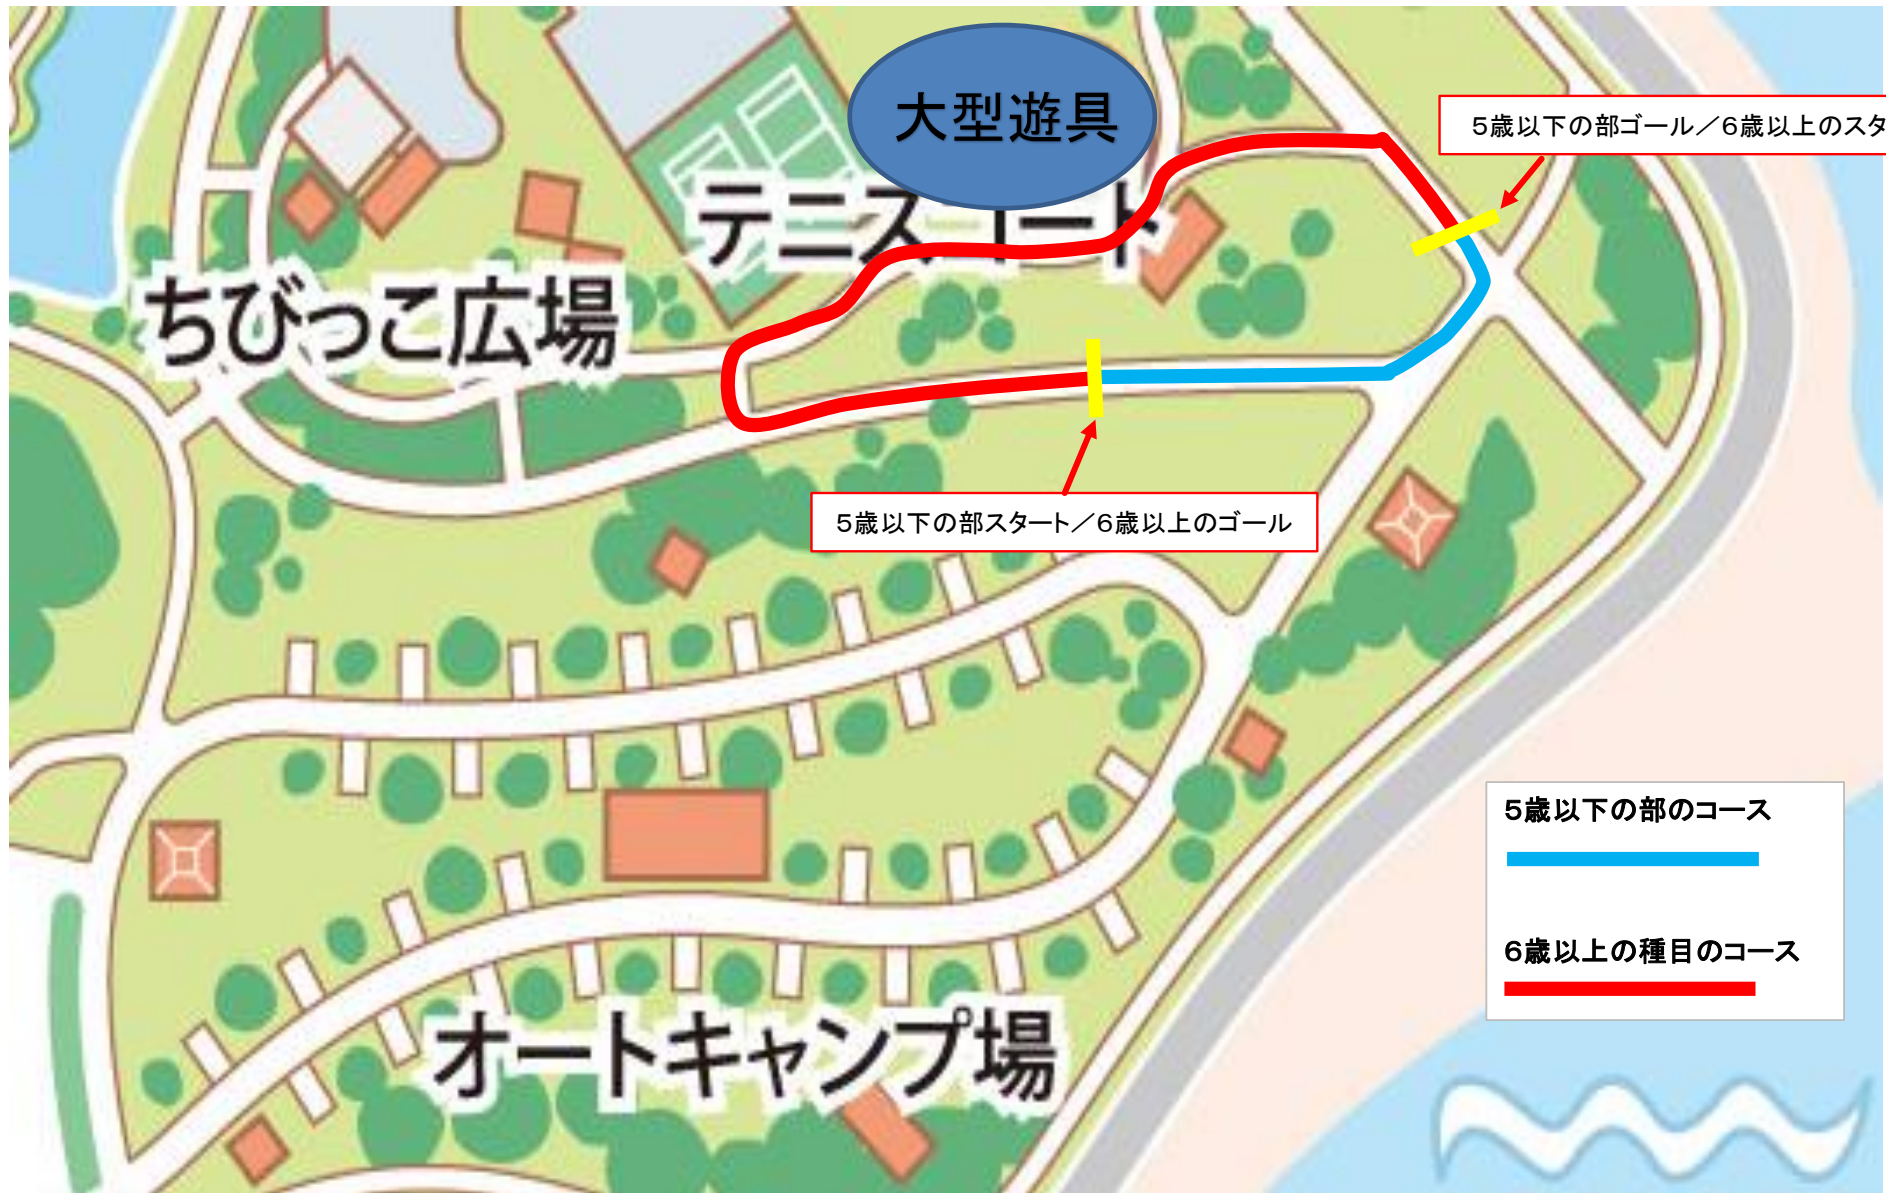 大型遊具
5歳以下の部ゴール／6歳以上のスタ
テニスコート
ちびっこ広場
5歳以下の部スタート／6歳以上のゴール
5歳以下の部のコース
6歳以上の種目のコース
オートキャンプ場